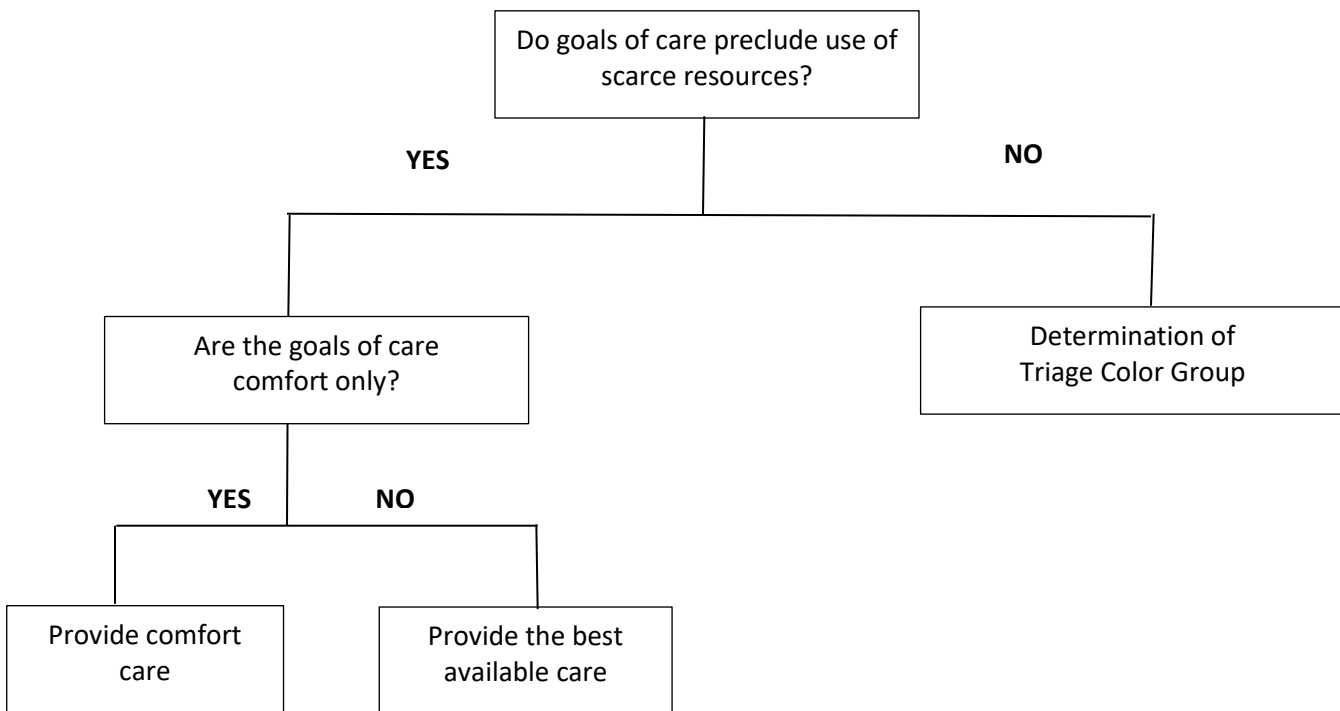 Do goals of care preclude use of
scarce resources?
YES
NO
Are the goals of care
comfort only?
Determination of
Triage Color Group
YES
NO
Provide comfort
care
Provide the best
available care